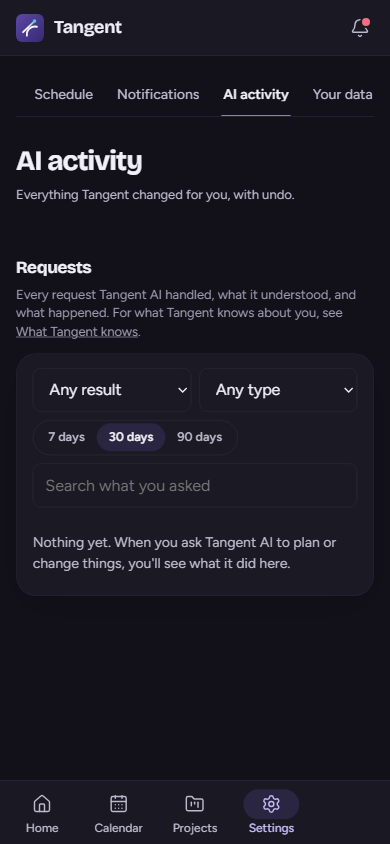 Tangent
Schedule Notifications AI activity Your data
AI activity
Everything Tangent changed for you, with undo.
Requests
Every request Tangent AI handled, what it understood, and
what happened. For what Tangent knows about you, see
What Tangent knows.
Any result Any type
7 days 30 days 90 days
Search what you asked
Nothing yet. When you ask Tangent AI to plan or
change things, you'll see what it did here.
Home Calendar Projects Settings